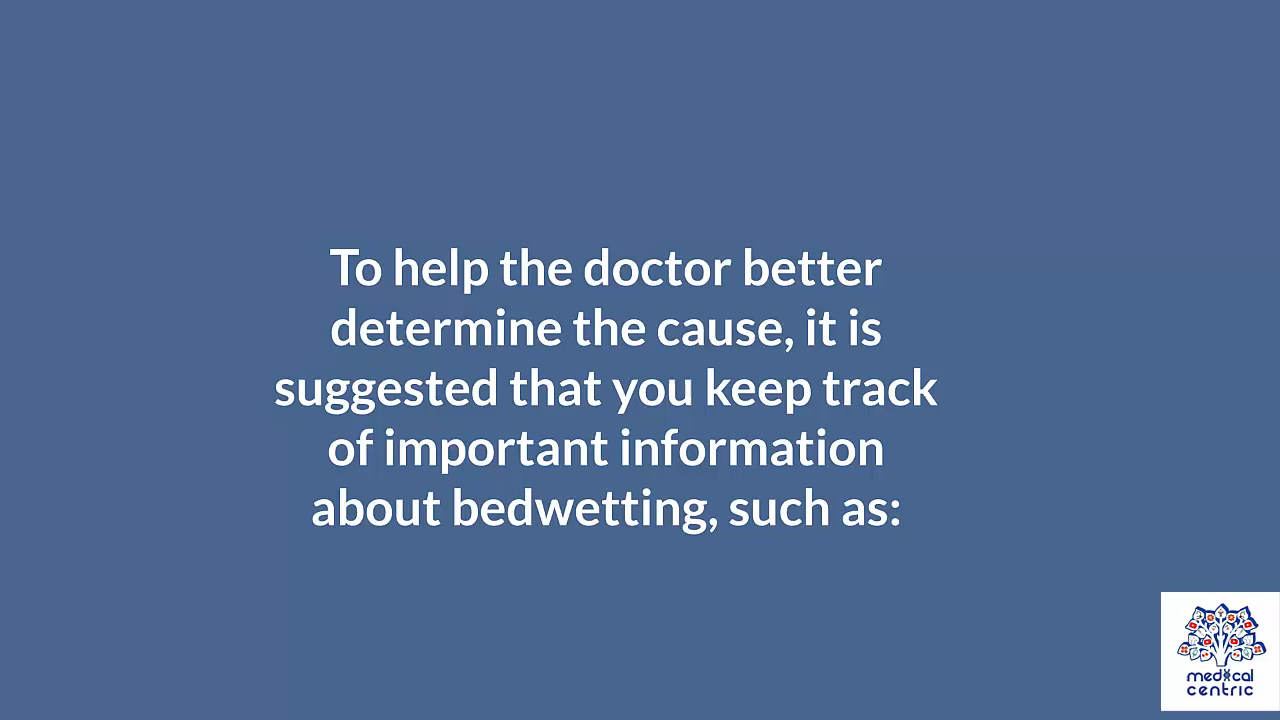 To help the doctor better
determine the cause, it is
suggested that you keep track
of important information
about bedwetting, such as:
medical
centric